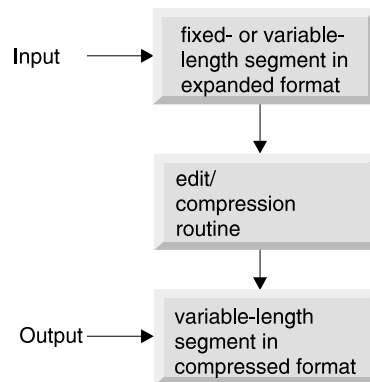 fixed- or variable-
Input
length segment in
expanded format
edit/
compression
routine
variable-length
Output
segment in
compressed format